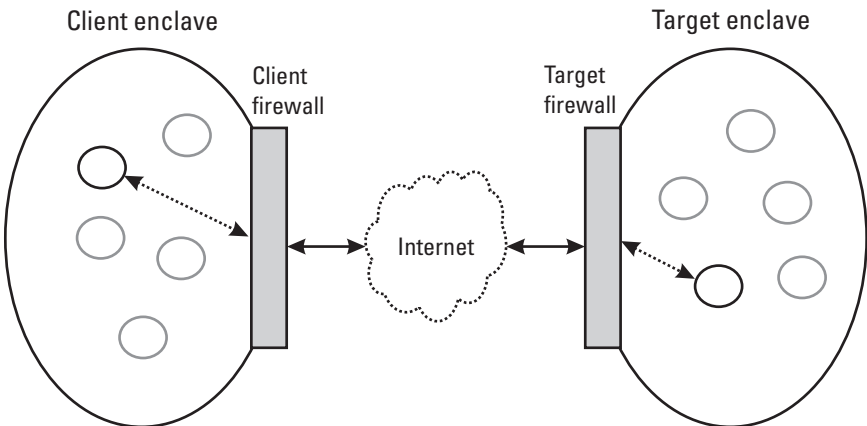 Client enclave
Target enclave
Client
firewall
Target
firewall
Internet